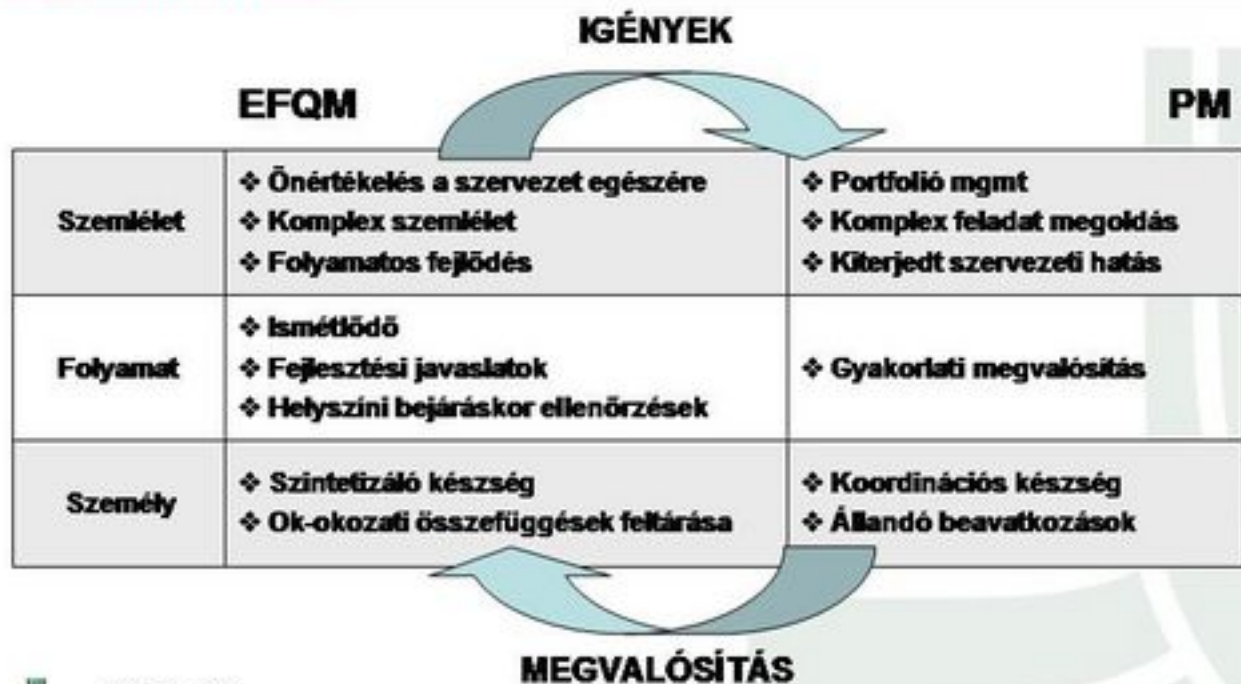 IGÉNYEK
EFQM
PM
Szemlélet
❖ Önértékelés a szervezet egészére
❖ Komplex szemlélet
❖ Folyamatos fejlődés
❖ Portfolió mgmt
❖ Komplex feladat megoldás
❖ Kiterjedt szervezeti hatás
Folyamat
❖ Ismétlődő
❖ Fejlesztési javaslatok
❖ Helyszíni bejáráskor ellenőrzések
❖ Gyakorlati megvalósítás
Személy
❖ Szintetizáló készség
❖ Ok-okozati összefüggések feltárása
❖ Koordinációs készség
❖ Állandó beavatkozások
MEGVALÓSÍTÁS